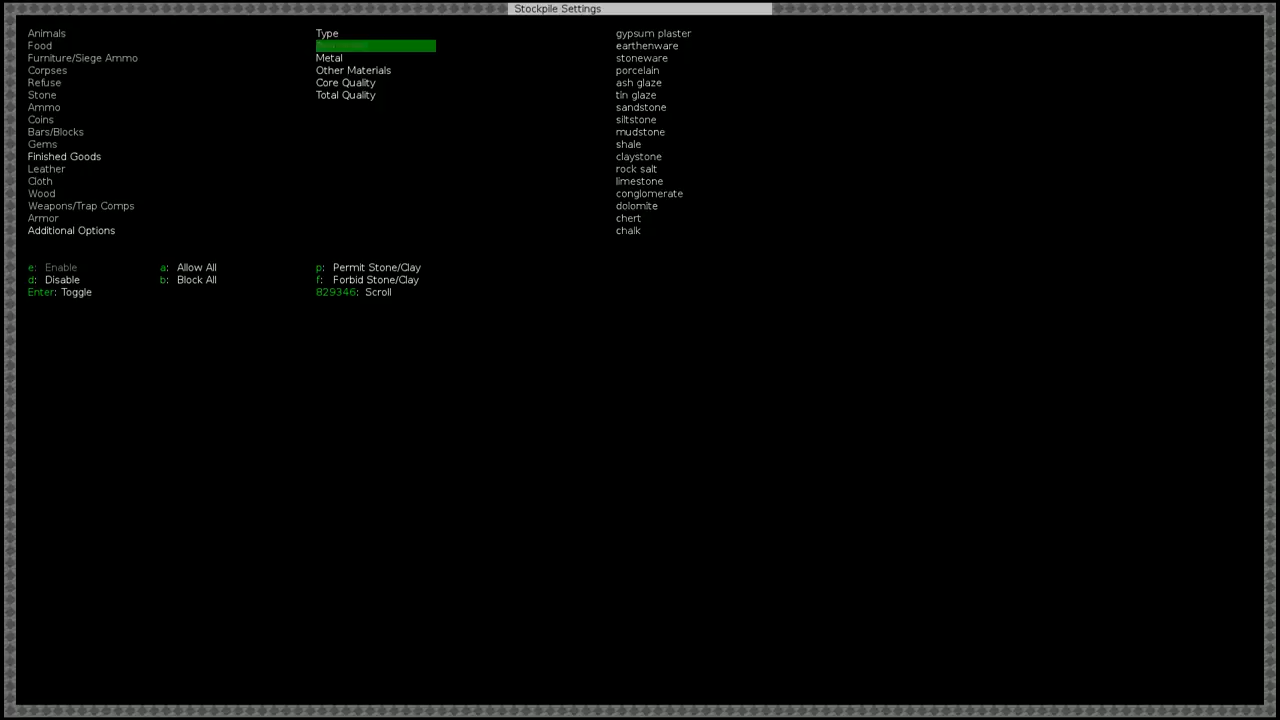 Stockpile Settings
Animals
Food
Furniture/Siege Ammo
Corpses
Refuse
Stone
Ammo
Coins
Bars/Blocks
Gems
Finished Goods
Leather
Cloth
Wood
Weapons/Trap Comps
Armor
Additional Options
Type
Metal
Other Materials
Core Quality
Total Quality
gypsum plaster
earthenware
stoneware
porcelain
ash glaze
tin glaze
sandstone
siltstone
mudstone
shale
claystone
rock salt
limestone
conglomerate
dolomite
chert
chalk
e: Enable a: Allow All p: Permit Stone/Clay
d: Disable b: Block All f: Forbid Stone/Clay
Enter: Toggle 829346: Scroll